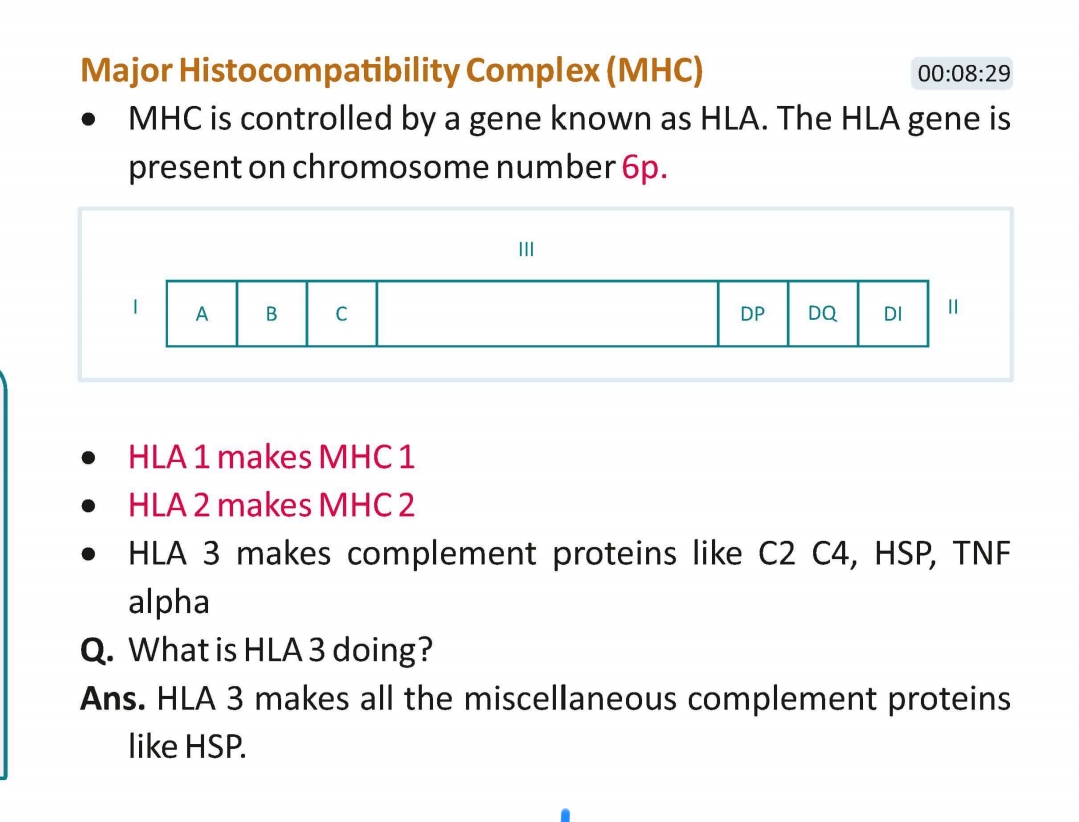 Major Histocompatibility Complex (MHC) 00:08:29
• MHC is controlled by a gene known as HLA. The HLA gene is
present on chromosome number 6p.
III
I A B C DP DQ DI II
• HLA 1 makes MHC 1
• HLA 2 makes MHC 2
• HLA 3 makes complement proteins like C2 C4, HSP, TNF
alpha
Q. What is HLA 3 doing?
Ans. HLA 3 makes all the miscellaneous complement proteins
like HSP.